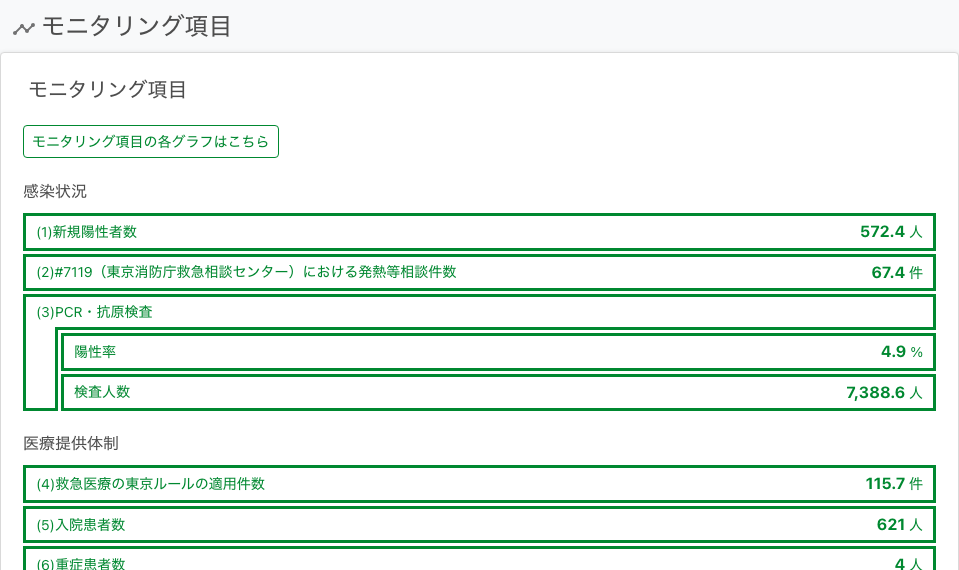 モニタリング項目
モニタリング項目
モニタリング項目の各グラフはこちら
感染状況
(1)新規陽性者数 572.4 人
(2)#7119（東京消防庁救急相談センター）における発熱等相談件数 67.4 件
(3)PCR・抗原検査
陽性率 4.9 %
検査人数 7,388.6 人
医療提供体制
(4)救急医療の東京ルールの適用件数 115.7 件
(5)入院患者数 621 人
(6)重症患者数 4 人